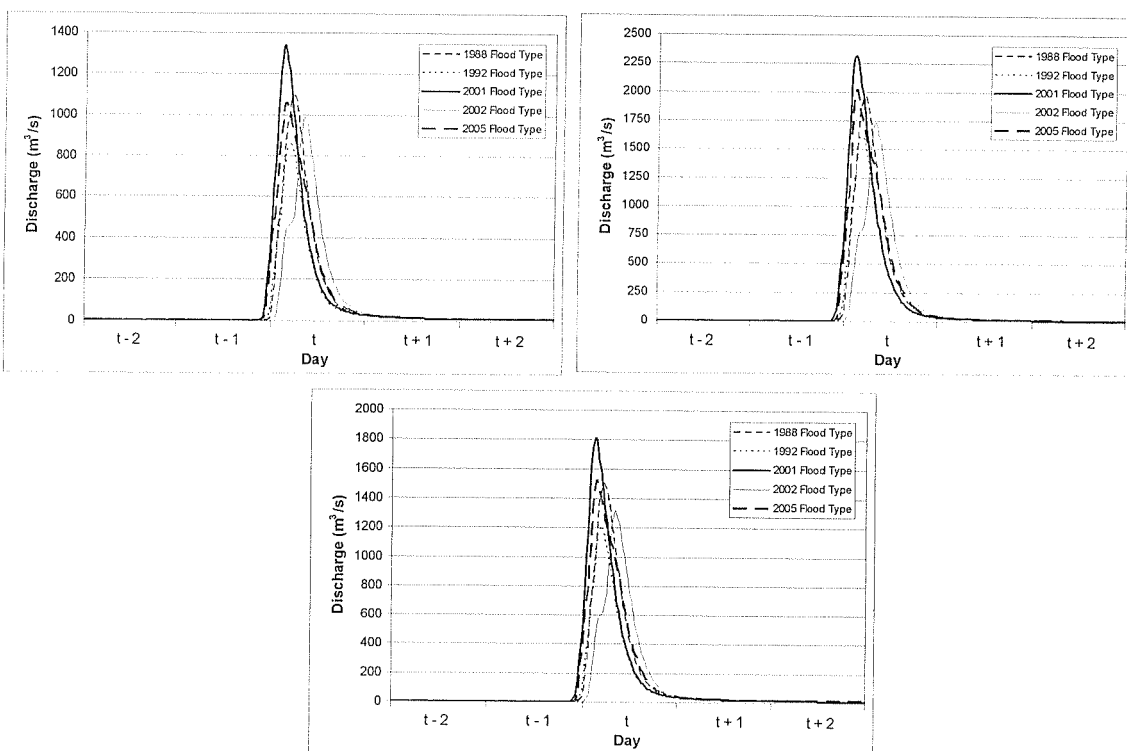 Discharge (m³/s)
1400
1200
1000
800
600
400
200
0
t - 2 t - 1 t t + 1 t + 2
Day
1988 Flood Type
1992 Flood Type
2001 Flood Type
2002 Flood Type
2005 Flood Type
Discharge (m³/s)
2500
2250
2000
1750
1500
1250
1000
750
500
250
0
t - 2 t - 1 t t + 1 t + 2
Day
1988 Flood Type
1992 Flood Type
2001 Flood Type
2002 Flood Type
2005 Flood Type
Discharge (m³/s)
2000
1800
1600
1400
1200
1000
800
600
400
200
0
t - 2 t - 1 t t + 1 t + 2
Day
1988 Flood Type
1992 Flood Type
2001 Flood Type
2002 Flood Type
2005 Flood Type